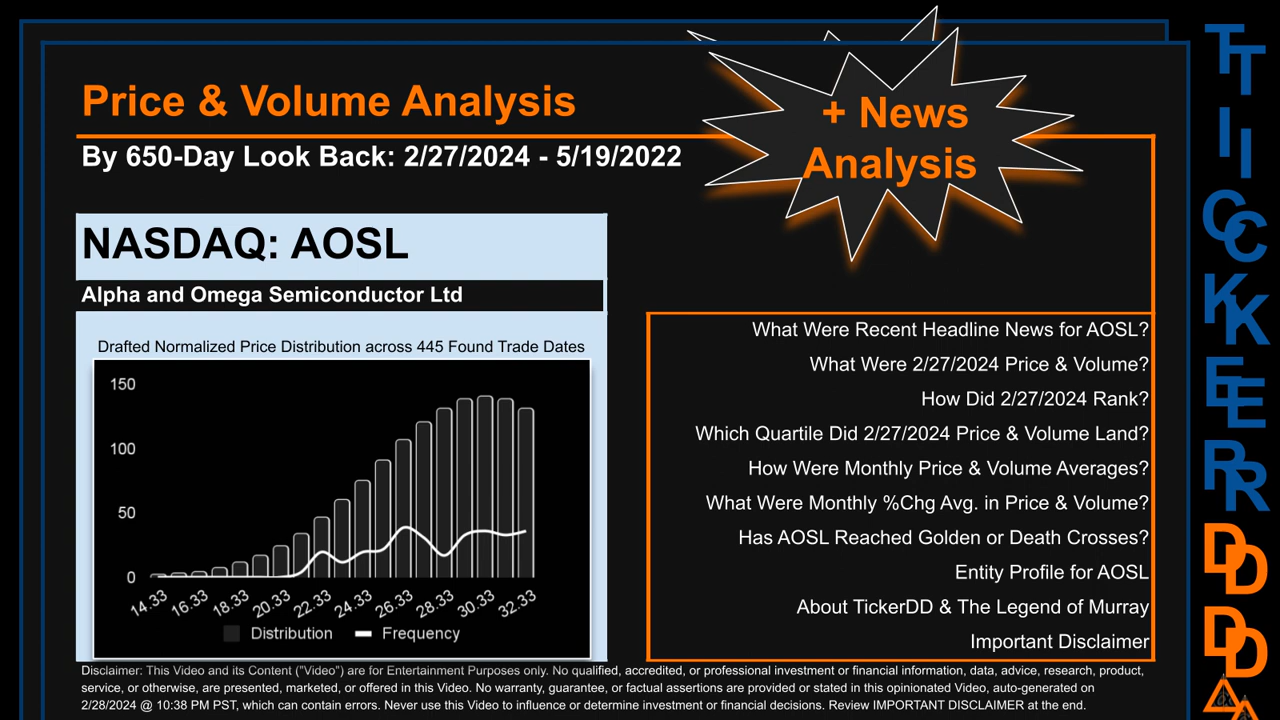 + News
Analysis
Price & Volume Analysis
By 650-Day Look Back: 2/27/2024 - 5/19/2022
NASDAQ: AOSL
Alpha and Omega Semiconductor Ltd
Drafted Normalized Price Distribution across 445 Found Trade Dates
150
100
50
0
14.33 16.33 18.33 20.33 22.33 24.33 26.33 28.33 30.33 32.33
Distribution Frequency
What Were Recent Headline News for AOSL?
What Were 2/27/2024 Price & Volume?
How Did 2/27/2024 Rank?
Which Quartile Did 2/27/2024 Price & Volume Land?
How Were Monthly Price & Volume Averages?
What Were Monthly %Chg Avg. in Price & Volume?
Has AOSL Reached Golden or Death Crosses?
Entity Profile for AOSL
About TickerDD & The Legend of Murray
Important Disclaimer
Disclaimer: This Video and its Content ("Video") are for Entertainment Purposes only. No qualified, accredited, or professional investment or financial information, data, advice, research, product,
service, or otherwise, are presented, marketed, or offered in this Video. No warranty, guarantee, or factual assertions are provided or stated in this opinionated Video, auto-generated on
2/28/2024 @ 10:38 PM PST, which can contain errors. Never use this Video to influence or determine investment or financial decisions. Review IMPORTANT DISCLAIMER at the end.
TICKERDD